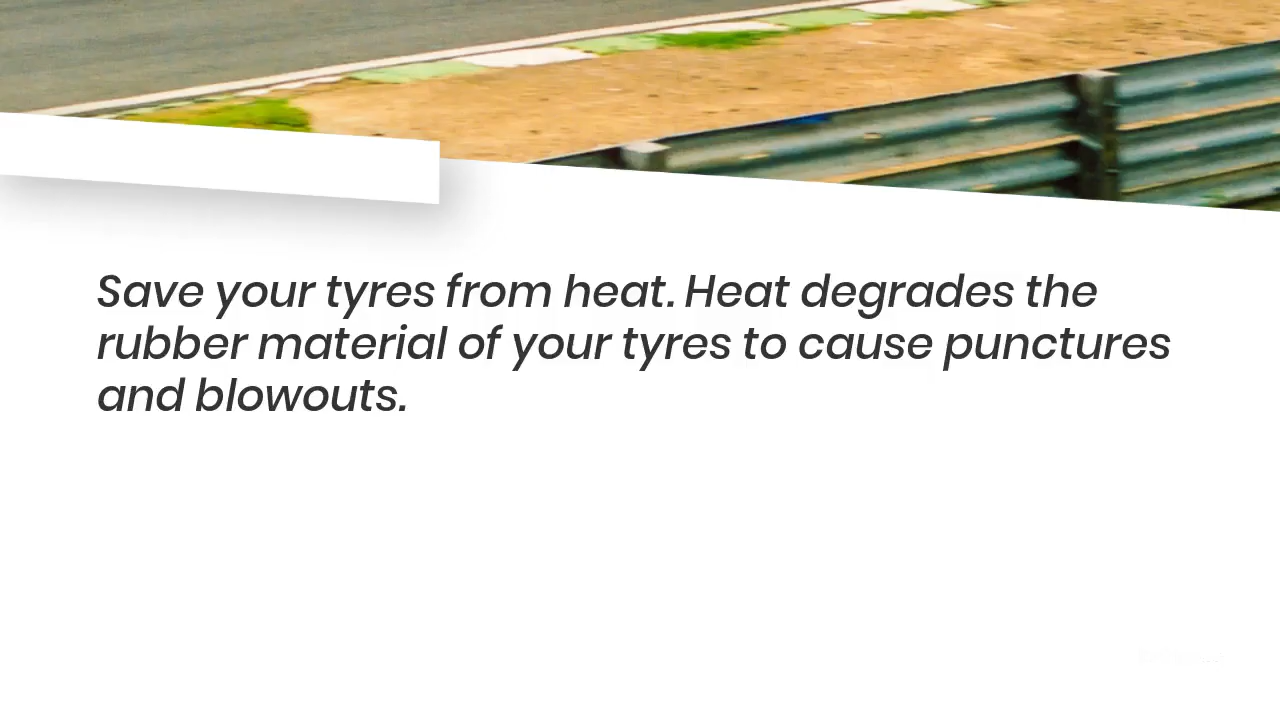 Save your tyres from heat. Heat degrades the
rubber material of your tyres to cause punctures
and blowouts.